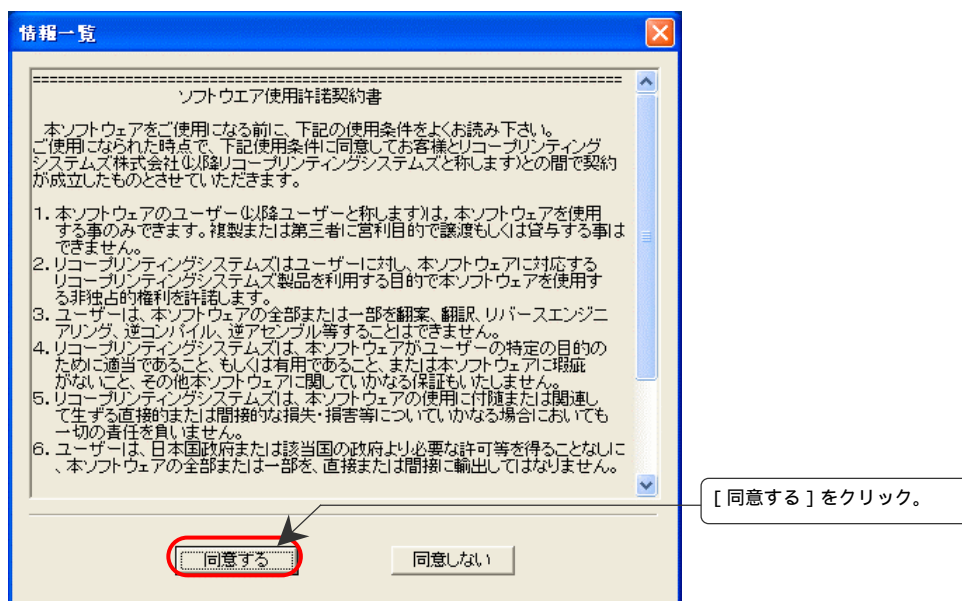 情報一覧
======================================================================
ソフトウエア使用許諾契約書
本ソフトウェアをご使用になる前に、下記の使用条件をよくお読み下さい。
ご使用になられた時点で、下記使用条件に同意してお客様とリコープリンティング
システムズ株式会社(以降リコープリンティングシステムズと称します)との間で契約
が成立したものとさせていただきます。
1. 本ソフトウェアのユーザー(以降ユーザーと称します)は，本ソフトウェアを使用
する事のみできます。複製または第三者に営利目的で譲渡もしくは貸与する事は
できません。
2. リコープリンティングシステムズはユーザーに対し、本ソフトウェアに対応する
リコープリンティングシステムズ製品を利用する目的で本ソフトウェアを使用す
る非独占的権利を許諾します。
3. ユーザーは、本ソフトウェアの全部または一部を翻案、翻訳、リバースエンジニ
アリング、逆コンパイル、逆アセンブル等することはできません。
4. リコープリンティングシステムズは、本ソフトウェアがユーザーの特定の目的の
ために適当であること、もしくは有用であること、または本ソフトウェアに瑕疵
がないこと、その他本ソフトウェアに関していかなる保証もいたしません。
5. リコープリンティングシステムズは、本ソフトウェアの使用に付随または関連し
て生ずる直接的または間接的な損失・損害等についていかなる場合においても
一切の責任を負いません。
6. ユーザーは、日本国政府または該当国の政府より必要な許可等を得ることなしに
、本ソフトウェアの全部または一部を、直接または間接に輸出してはなりません。
[ 同意する ] をクリック。
同意する
同意しない